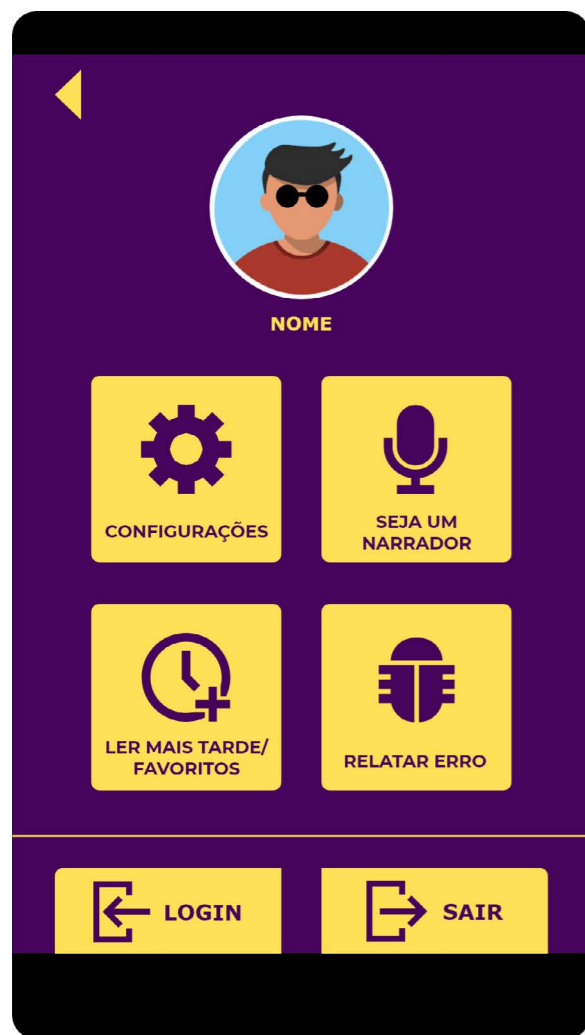 NOME
CONFIGURAÇÕES
SEJA UM
NARRADOR
LER MAIS TARDE/
FAVORITOS
RELATAR ERRO
LOGIN
SAIR